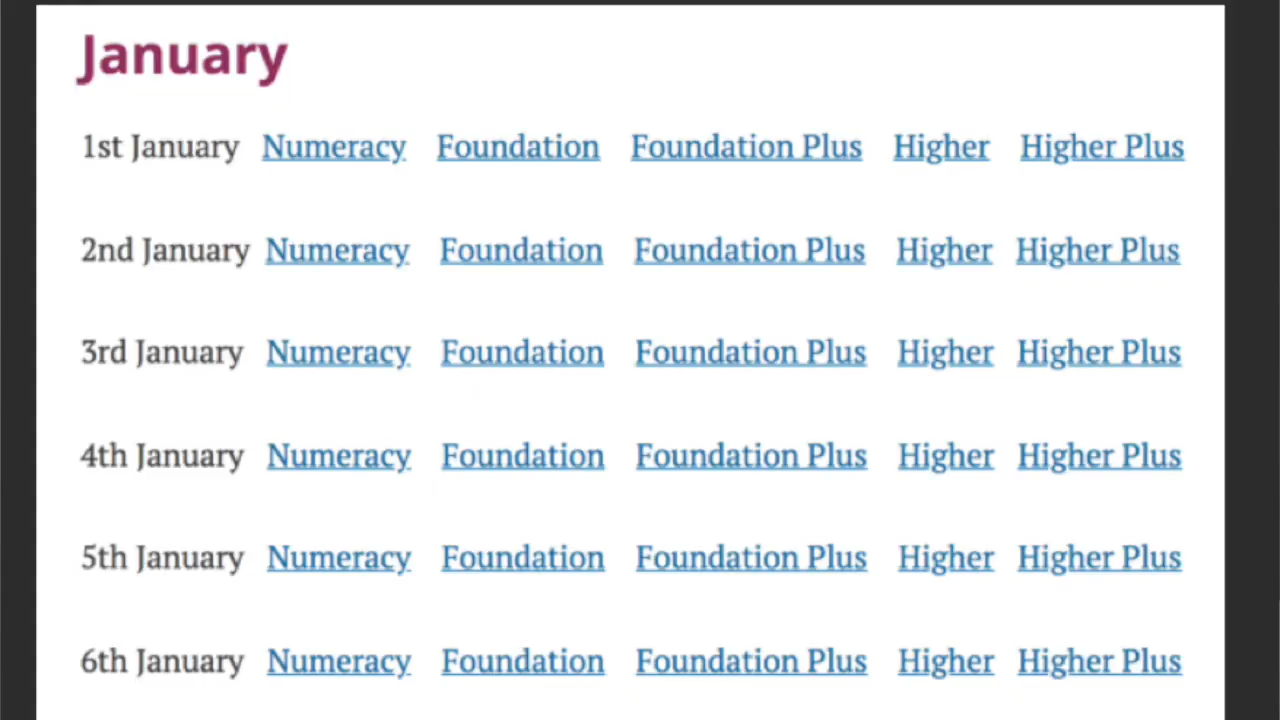 January
1st January Numeracy Foundation Foundation Plus Higher Higher Plus
2nd January Numeracy Foundation Foundation Plus Higher Higher Plus
3rd January Numeracy Foundation Foundation Plus Higher Higher Plus
4th January Numeracy Foundation Foundation Plus Higher Higher Plus
5th January Numeracy Foundation Foundation Plus Higher Higher Plus
6th January Numeracy Foundation Foundation Plus Higher Higher Plus